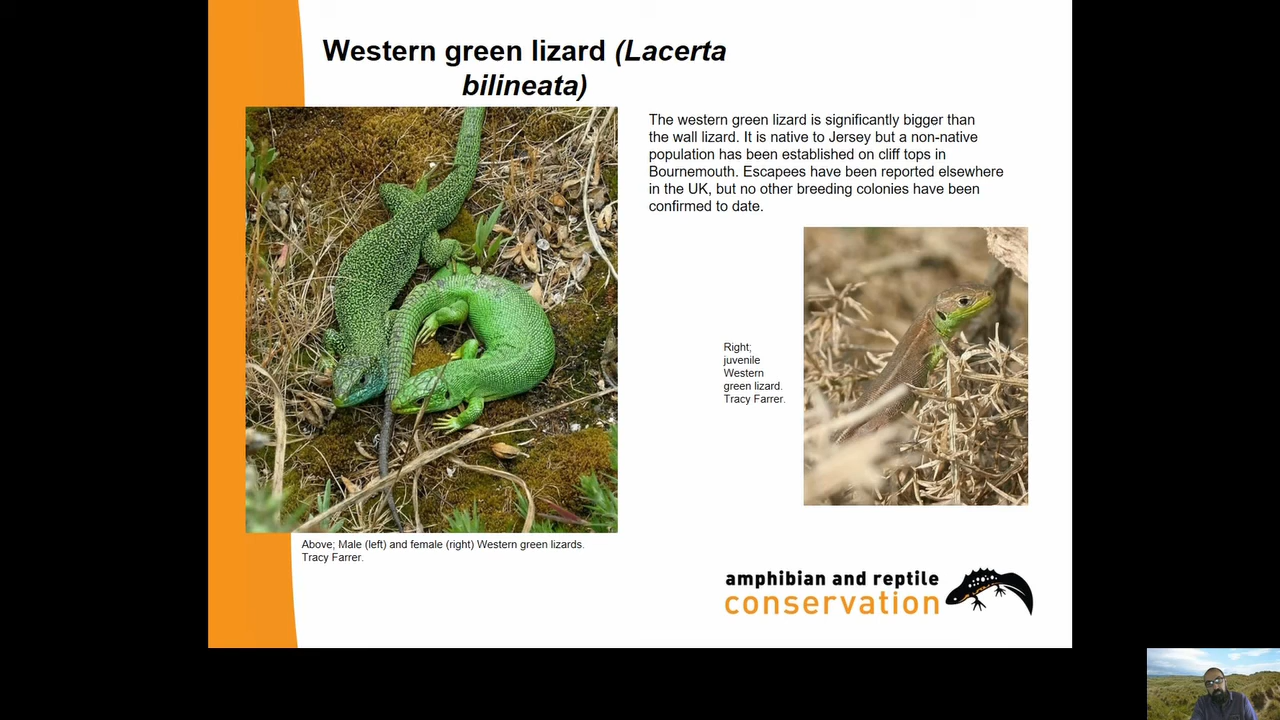 Western green lizard (Lacerta
bilineata)
The western green lizard is significantly bigger than
the wall lizard. It is native to Jersey but a non-native
population has been established on cliff tops in
Bournemouth. Escapees have been reported elsewhere
in the UK, but no other breeding colonies have been
confirmed to date.
Right;
juvenile
Western
green lizard.
Tracy Farrer.
Above; Male (left) and female (right) Western green lizards.
Tracy Farrer.
amphibian and reptile
conservation